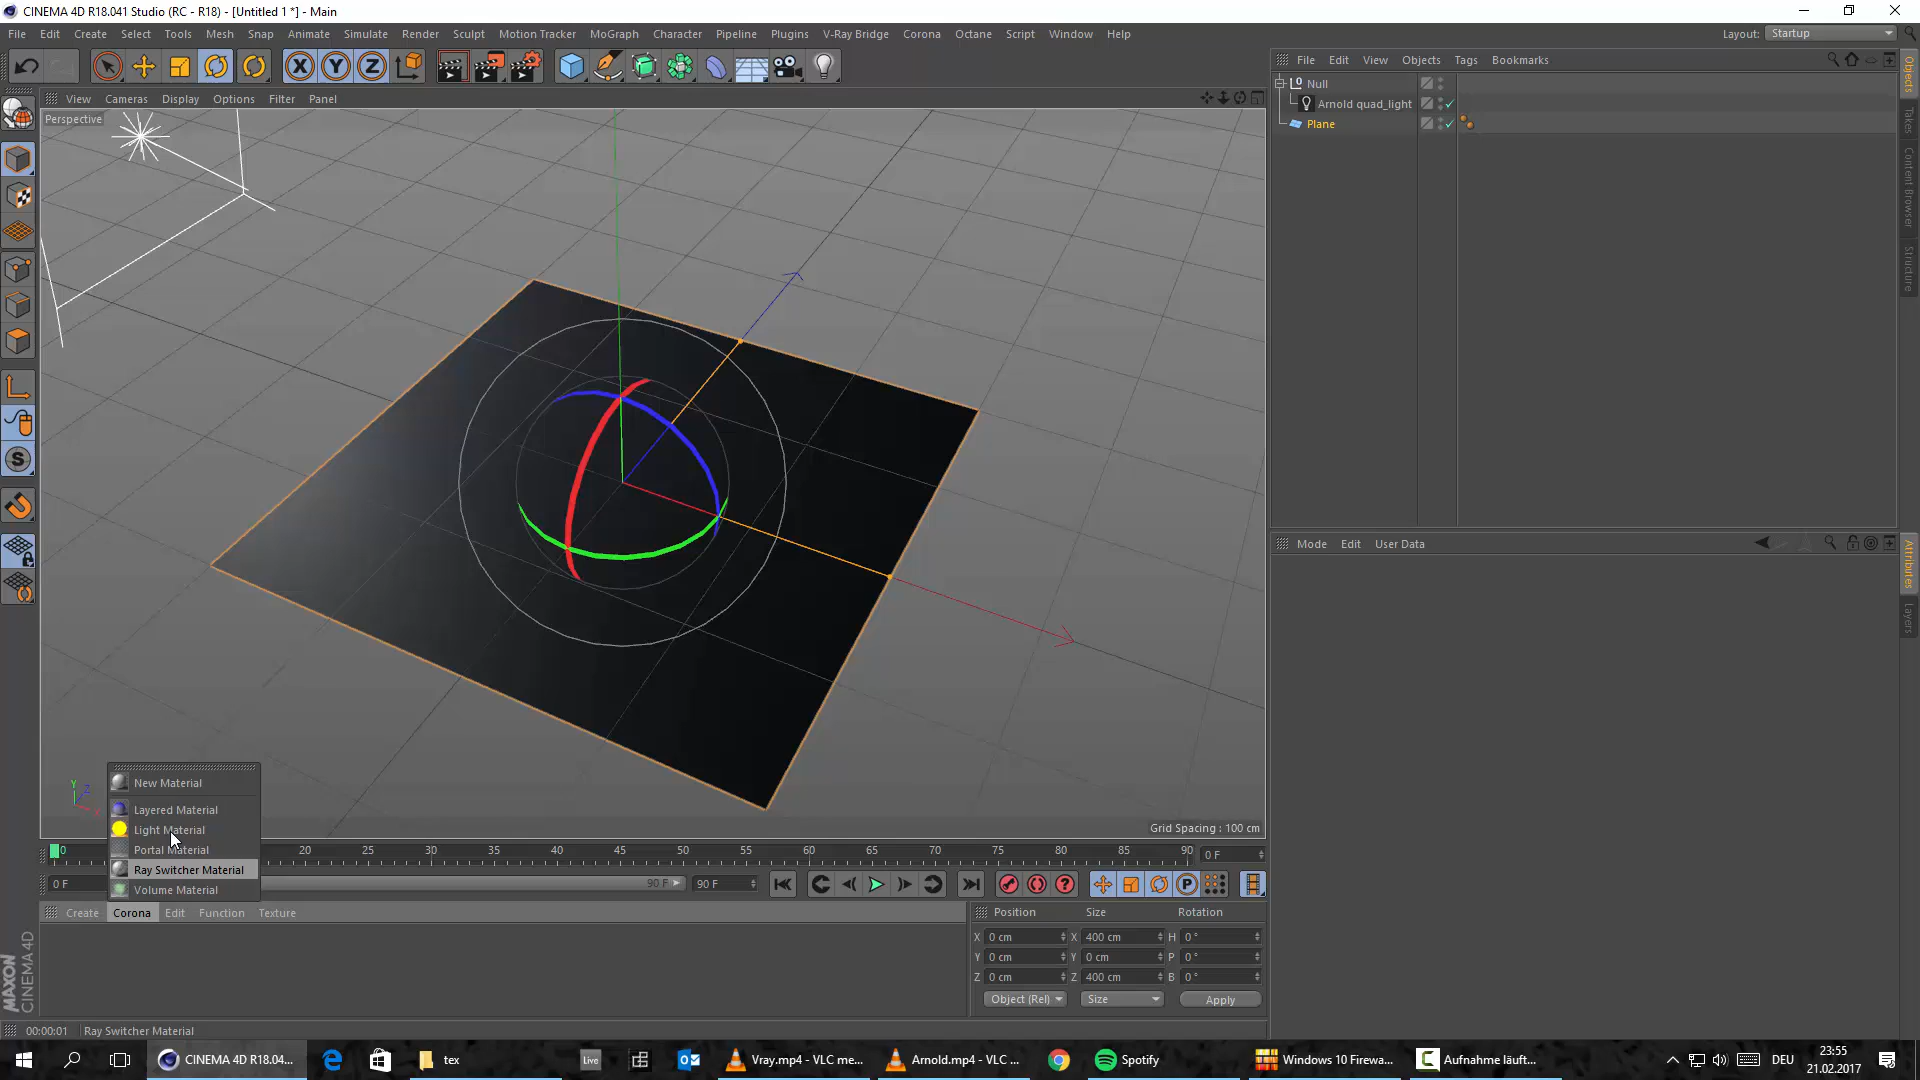 CINEMA 4D R18.041 Studio (RC - R18) - [Untitled 1 *] - Main
File Edit Create Select Tools Mesh Snap Animate Simulate Render Sculpt Motion Tracker MoGraph Character Pipeline Plugins V-Ray Bridge Corona Octane Script Window Help
Layout: Startup
X Y Z
File Edit View Objects Tags Bookmarks
View Cameras Display Options Filter Panel
Perspective
Null
Arnold quad_light
Plane
Objects
Takes
Content Browser
Structure
Mode Edit User Data
Attributes
Layers
Y Z
New Material
Layered Material
Light Material
Portal Material
Ray Switcher Material
Volume Material
Grid Spacing : 100 cm
0 20 25 30 35 40 45 50 55 60 65 70 75 80 85 90 0 F
0 F 90 F 90 F
Create Corona Edit Function Texture
Position Size Rotation
X 0 cm X 400 cm H 0 °
Y 0 cm Y 0 cm P 0 °
Z 0 cm Z 400 cm B 0 °
Object (Rel) Size Apply
MAXON
CINEMA 4D
00:00:01 Ray Switcher Material
CINEMA 4D R18.04... tex Live Vray.mp4 - VLC me... Arnold.mp4 - VLC ... Spotify Windows 10 Firewa... Aufnahme läuft... DEU 23:55
21.02.2017